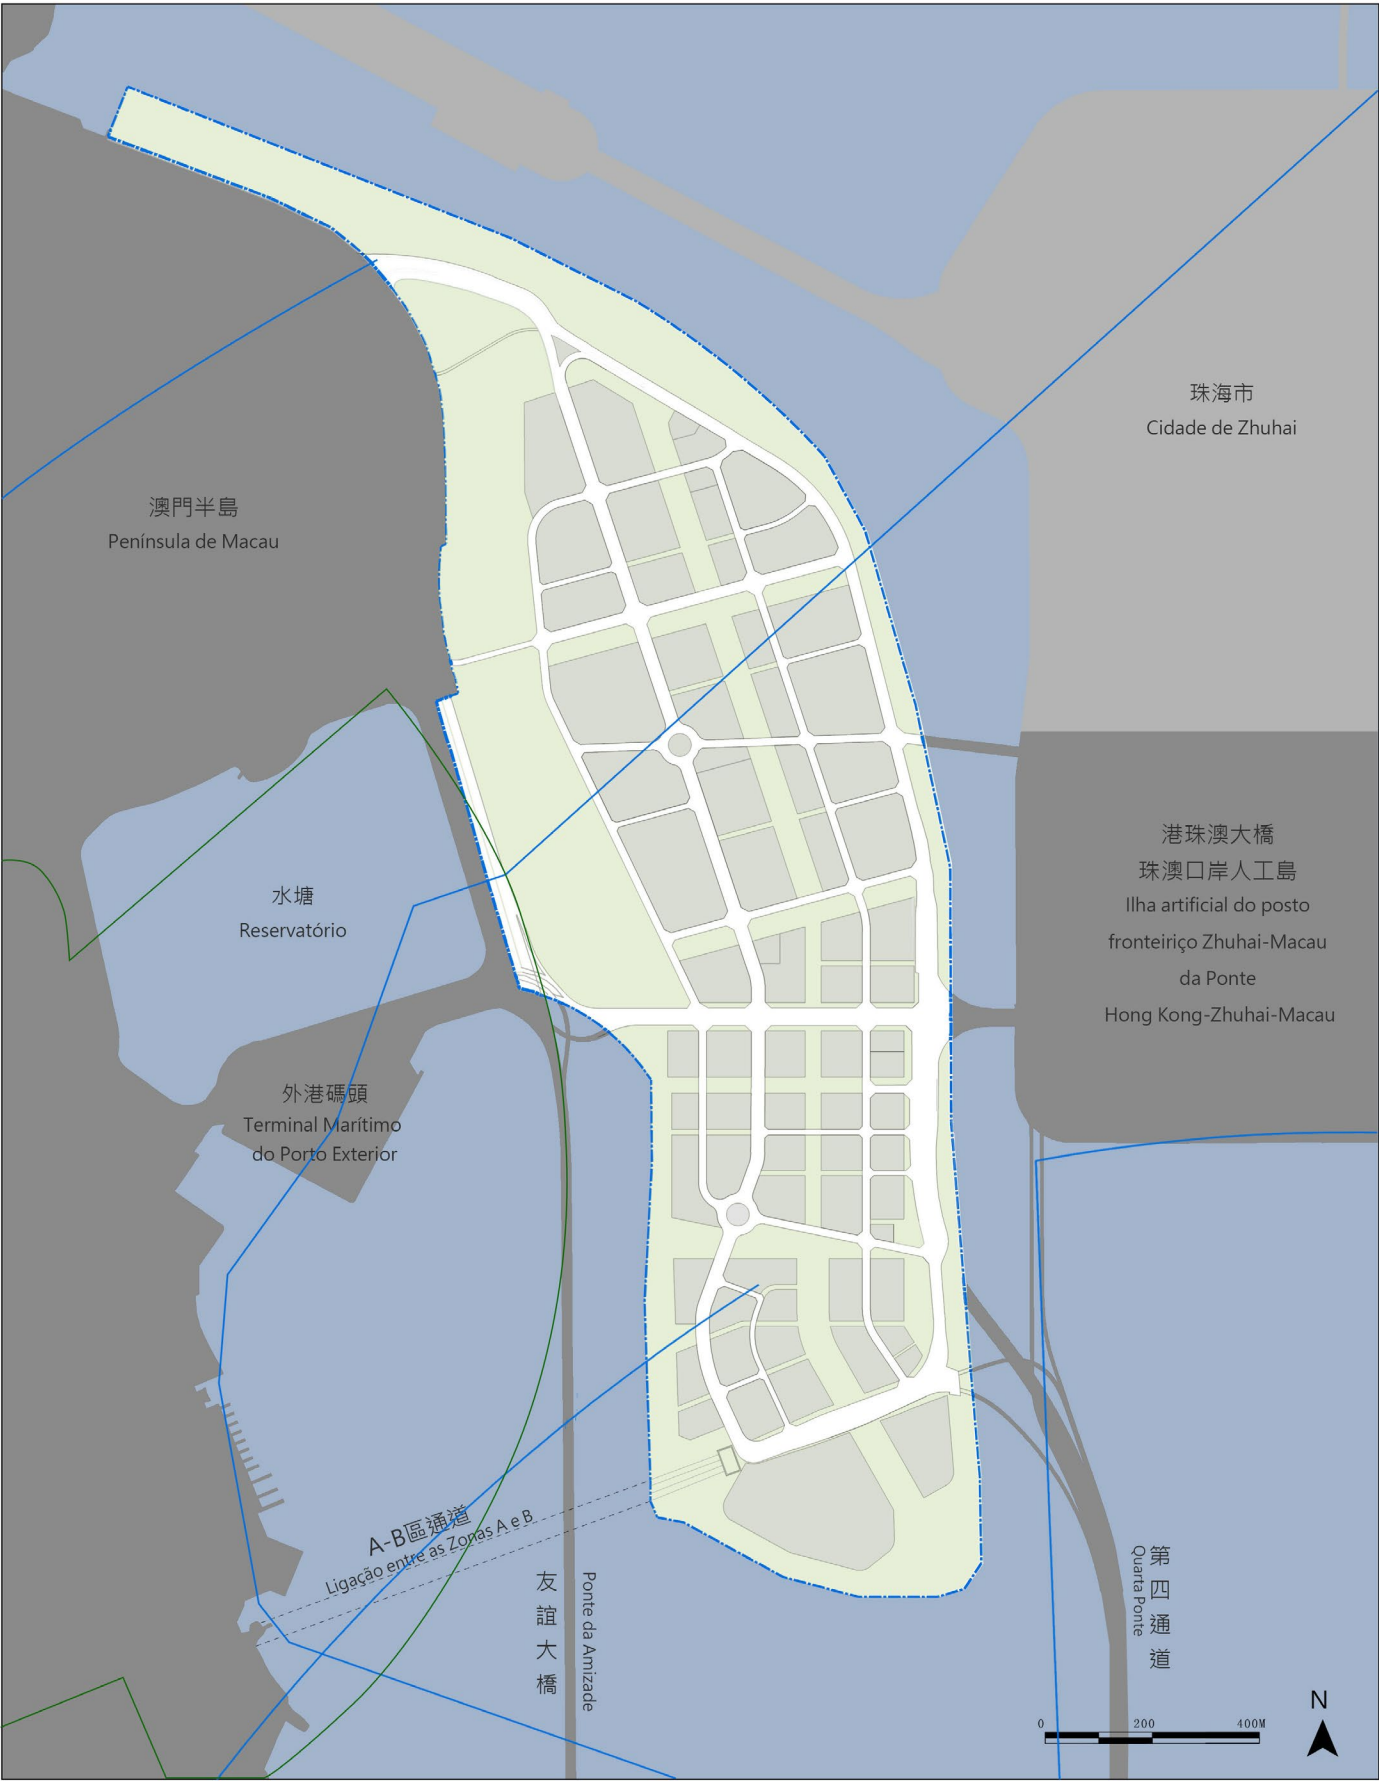 珠海市
Cidade de Zhuhai
澳門半島
Península de Macau
港珠澳大橋
珠澳口岸人工島
Ilha artificial do posto
fronteiriço Zhuhai-Macau
da Ponte
Hong Kong-Zhuhai-Macau
水塘
Reservatório
外港碼頭
Terminal Marítimo
do Porto Exterior
A-B區通道
Ligação entre as Zonas A e B
友誼大橋
Ponte da Amizade
第四通道
Quarta Ponte
N
0 200 400M